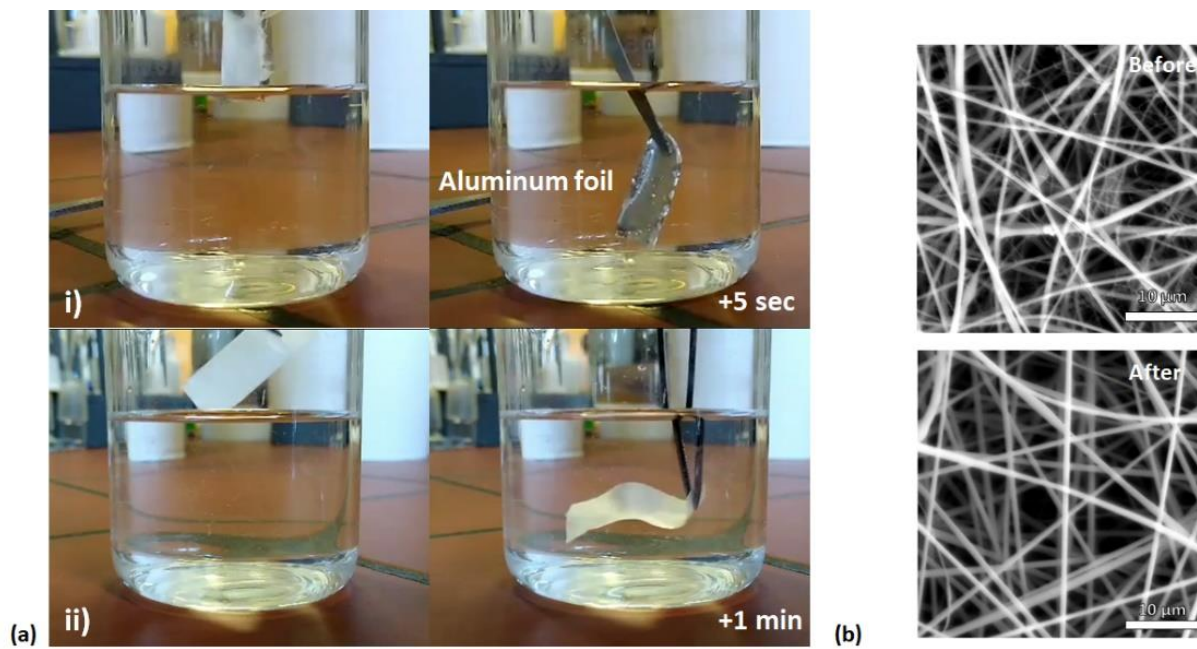 Aluminum foil
i)
+5 sec
ii)
+1 min
(a)
Before
10 µm
After
10 µm
(b)